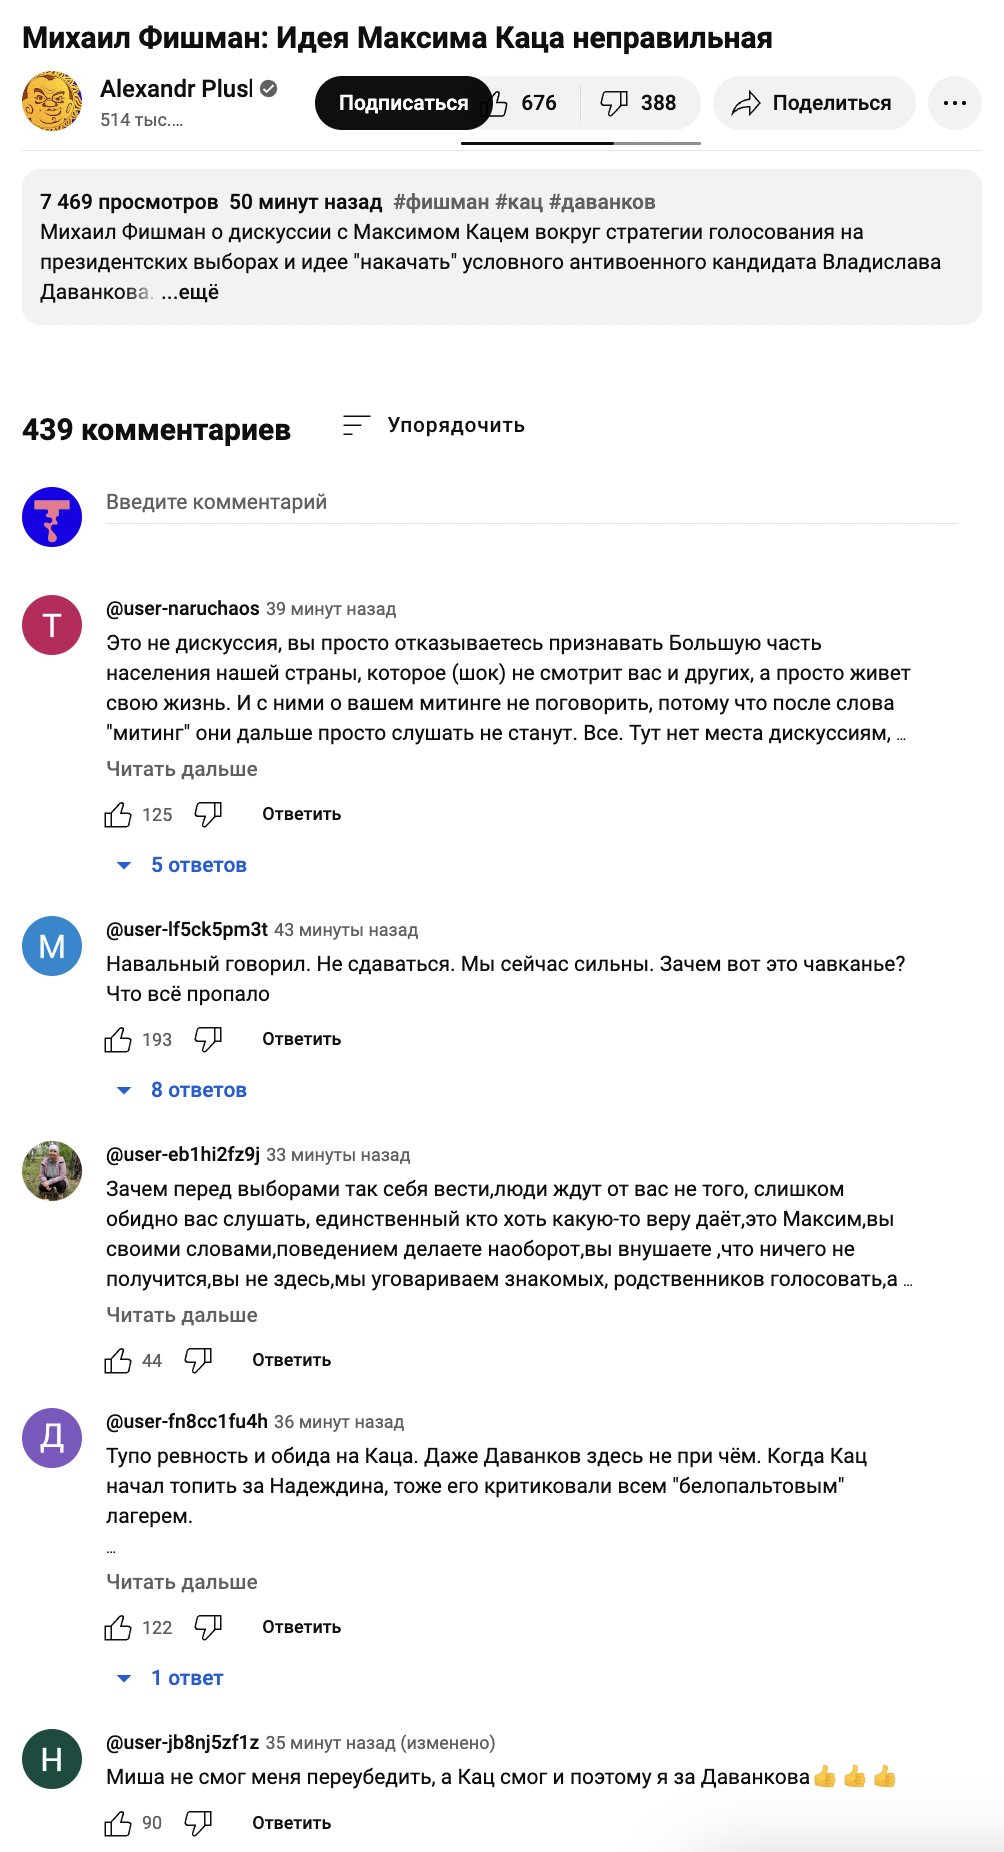 Михаил Фишман: Идея Максима Каца неправильная
Alexandr Plusl
514 тыс....
Подписаться
676
388
Поделиться
7 469 просмотров 50 минут назад #фишман #кац #даванков
Михаил Фишман о дискуссии с Максимом Кацем вокруг стратегии голосования на
президентских выборах и идее "накачать" условного антивоенного кандидата Владислава
Даванкова. ...ещё
439 комментариев
Упорядочить
Введите комментарий
Т
@user-naruchaos 39 минут назад
Это не дискуссия, вы просто отказываетесь признавать Большую часть
населения нашей страны, которое (шок) не смотрит вас и других, а просто живет
свою жизнь. И с ними о вашем митинге не поговорить, потому что после слова
"митинг" они дальше просто слушать не станут. Все. Тут нет места дискуссиям, ...
Читать дальше
125
Ответить
5 ответов
М
@user-lf5ck5pm3t 43 минуты назад
Навальный говорил. Не сдаваться. Мы сейчас сильны. Зачем вот это чавканье?
Что всё пропало
193
Ответить
8 ответов
@user-eb1hi2fz9j 33 минуты назад
Зачем перед выборами так себя вести,люди ждут от вас не того, слишком
обидно вас слушать, единственный кто хоть какую-то веру даёт,это Максим,вы
своими словами,поведением делаете наоборот,вы внушаете ,что ничего не
получится,вы не здесь,мы уговариваем знакомых, родственников голосовать,а ...
Читать дальше
44
Ответить
Д
@user-fn8cc1fu4h 36 минут назад
Тупо ревность и обида на Каца. Даже Даванков здесь не при чём. Когда Кац
начал топить за Надеждина, тоже его критиковали всем "белопальтовым"
лагерем.
...
Читать дальше
122
Ответить
1 ответ
Н
@user-jb8nj5zf1z 35 минут назад (изменено)
Миша не смог меня переубедить, а Кац смог и поэтому я за Даванкова👍👍👍
90
Ответить